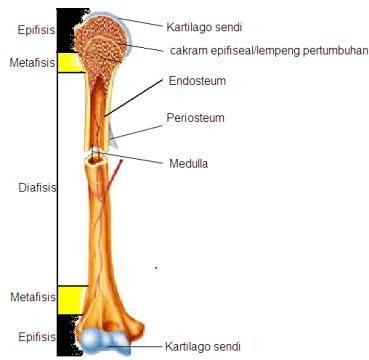 Kartilago sendi
Epifisis
cakram epifiseal/lempeng pertumbuhan
Metafisis
Endosteum
Periosteum
Medulla
Diafisis
Metafisis
Epifisis
Kartilago sendi